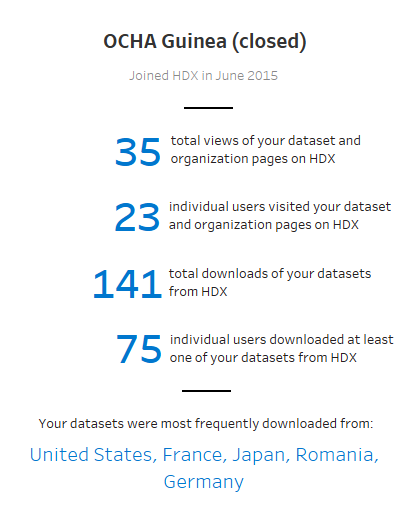 OCHA Guinea (closed)
Joined HDX in June 2015
35 total views of your dataset and
organization pages on HDX
23 individual users visited your dataset
and organization pages on HDX
141 total downloads of your datasets
from HDX
75 individual users downloaded at least
one of your datasets from HDX
Your datasets were most frequently downloaded from:
United States, France, Japan, Romania,
Germany